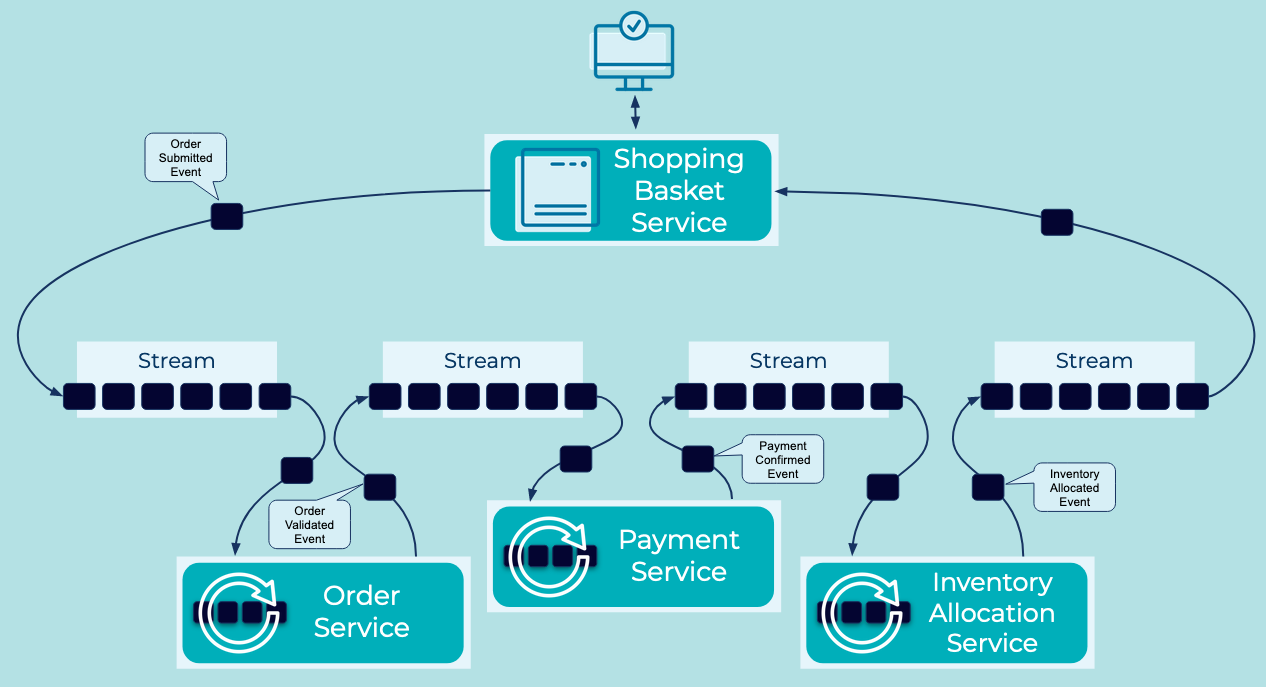 Order
Submitted
Event
Shopping
Basket
Service
Stream
Stream
Stream
Stream
Payment
Confirmed
Event
Inventory
Allocated
Event
Order
Validated
Event
Payment
Service
Order
Service
Inventory
Allocation
Service